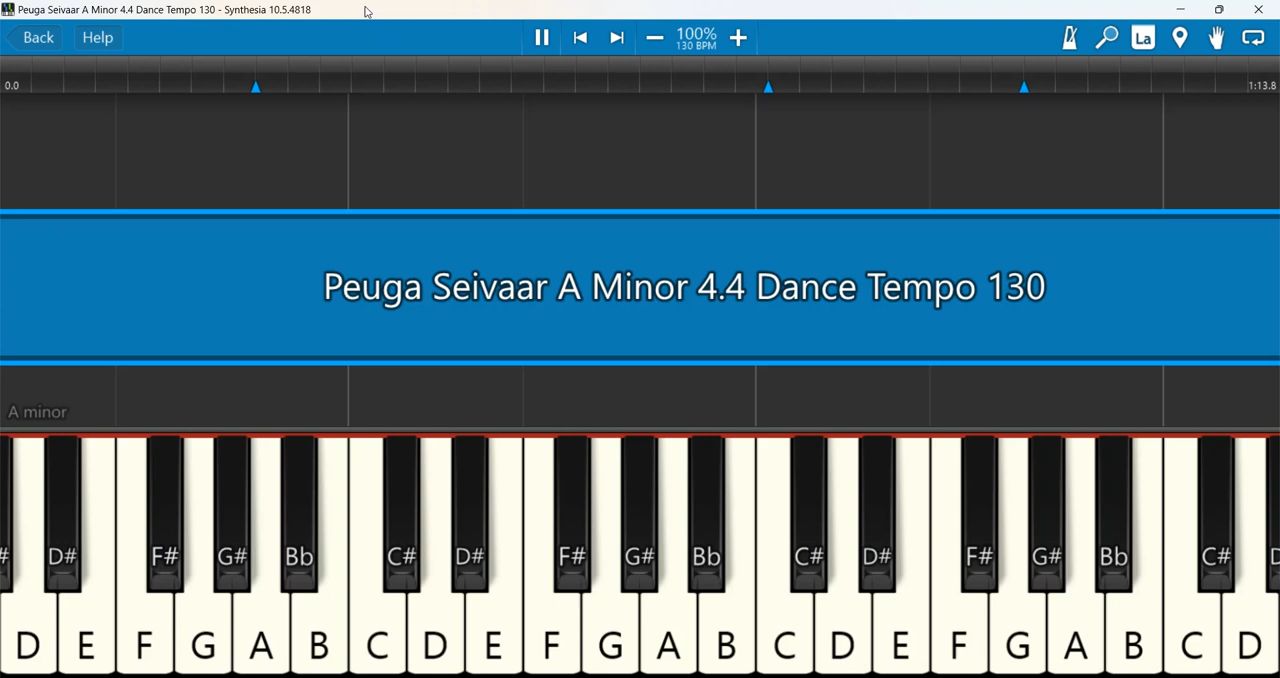 Peuga Seivaar A Minor 4.4 Dance Tempo 130 - Synthesia 10.5.4818
Back Help 100% La
130 BPM
0.0 1:13.8
Peuga Seivaar A Minor 4.4 Dance Tempo 130
A minor
# D# F# G# Bb C# D# F# G# Bb C# D# F# G# Bb C# D
D E F G A B C D E F G A B C D E F G A B C D